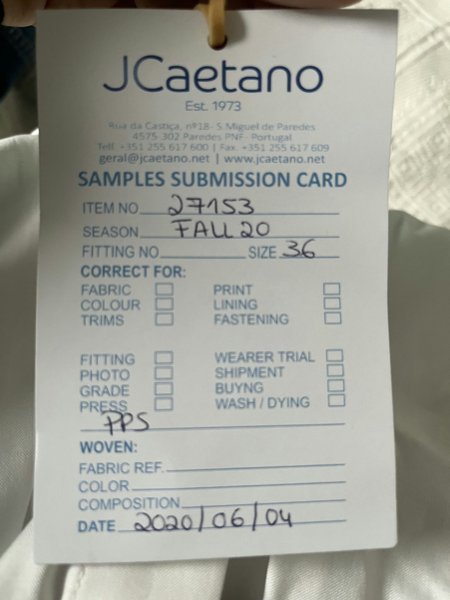 JCaetano
Est. 1973
Rua da Castiça, nº18- S.Miguel de Paredes
4575-302 Paredes PNF- Portugal
Telf. +351 255 617 600 | Fax. +351 255 617 609
geral@jcaetano.net | www.jcaetano.net
SAMPLES SUBMISSION CARD
ITEM NO 27153
SEASON FALL 20
FITTING NO SIZE 36
CORRECT FOR:
FABRIC PRINT
COLOUR LINING
TRIMS FASTENING
FITTING WEARER TRIAL
PHOTO SHIPMENT
GRADE BUYNG
PRESS WASH / DYING
PPS
WOVEN:
FABRIC REF.
COLOR
COMPOSITION
DATE 2020/06/04